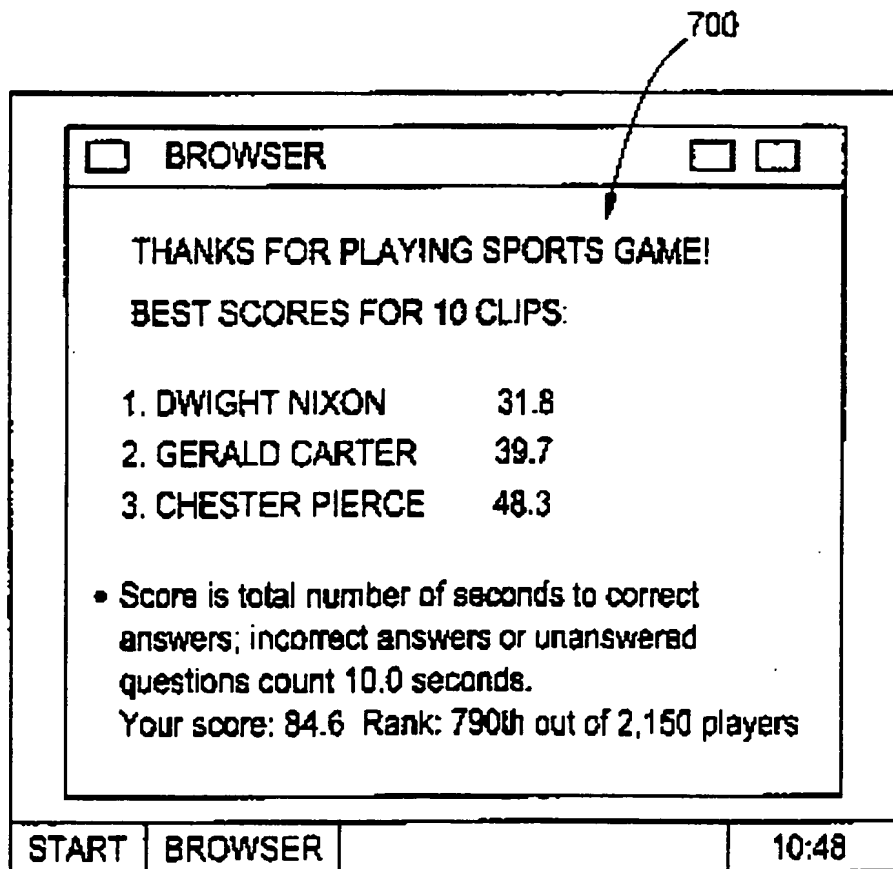 700
BROWSER
THANKS FOR PLAYING SPORTS GAME!
BEST SCORES FOR 10 CLIPS:
1. DWIGHT NIXON 31.8
2. GERALD CARTER 39.7
3. CHESTER PIERCE 48.3
• Score is total number of seconds to correct
answers; incorrect answers or unanswered
questions count 10.0 seconds.
Your score: 84.6 Rank: 790th out of 2,150 players
START BROWSER 10:48